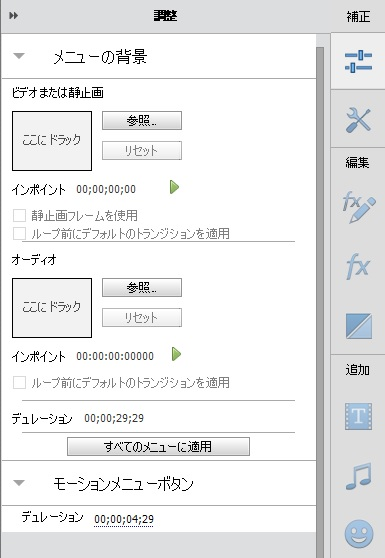 調整
補正
メニューの背景
ビデオまたは静止画
ここにドラック
参照...
リセット
インポイント 00;00;00;00
静止画フレームを使用
ループ前にデフォルトのトランジションを適用
編集
オーディオ
ここにドラック
参照...
リセット
インポイント 00:00:00:00000
ループ前にデフォルトのトランジションを適用
追加
デュレーション 00;00;29;29
すべてのメニューに適用
モーションメニューボタン
デュレーション 00;00;04;29
fx
T